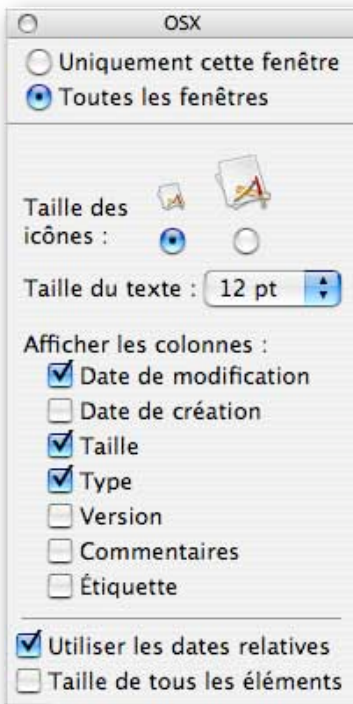 OSX
Uniquement cette fenêtre
Toutes les fenêtres
Taille des
icônes :
Taille du texte : 12 pt
Afficher les colonnes :
Date de modification
Date de création
Taille
Type
Version
Commentaires
Étiquette
Utiliser les dates relatives
Taille de tous les éléments